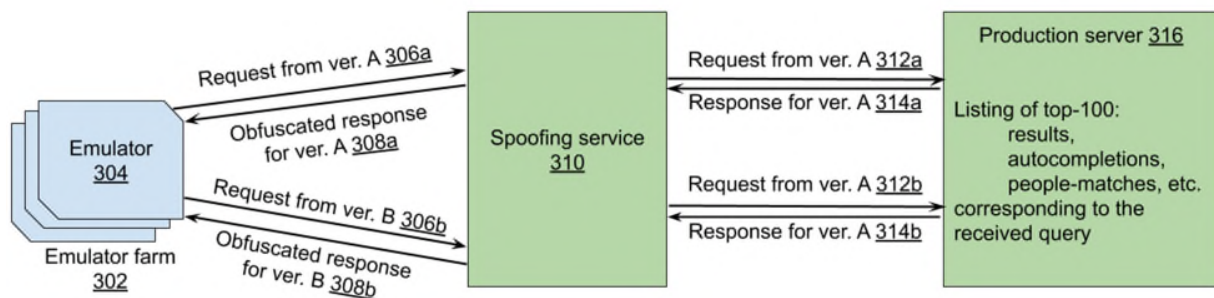 Request from ver. A 306a
Obfuscated response
for ver. A 308a
Request from ver. B 306b
Obfuscated response
for ver. B 308b
Emulator
304
Emulator farm
302
Spoofing service
310
Request from ver. A 312a
Response for ver. A 314a
Request from ver. A 312b
Response for ver. A 314b
Production server 316
Listing of top-100:
results,
autocompletions,
people-matches, etc.
corresponding to the
received query